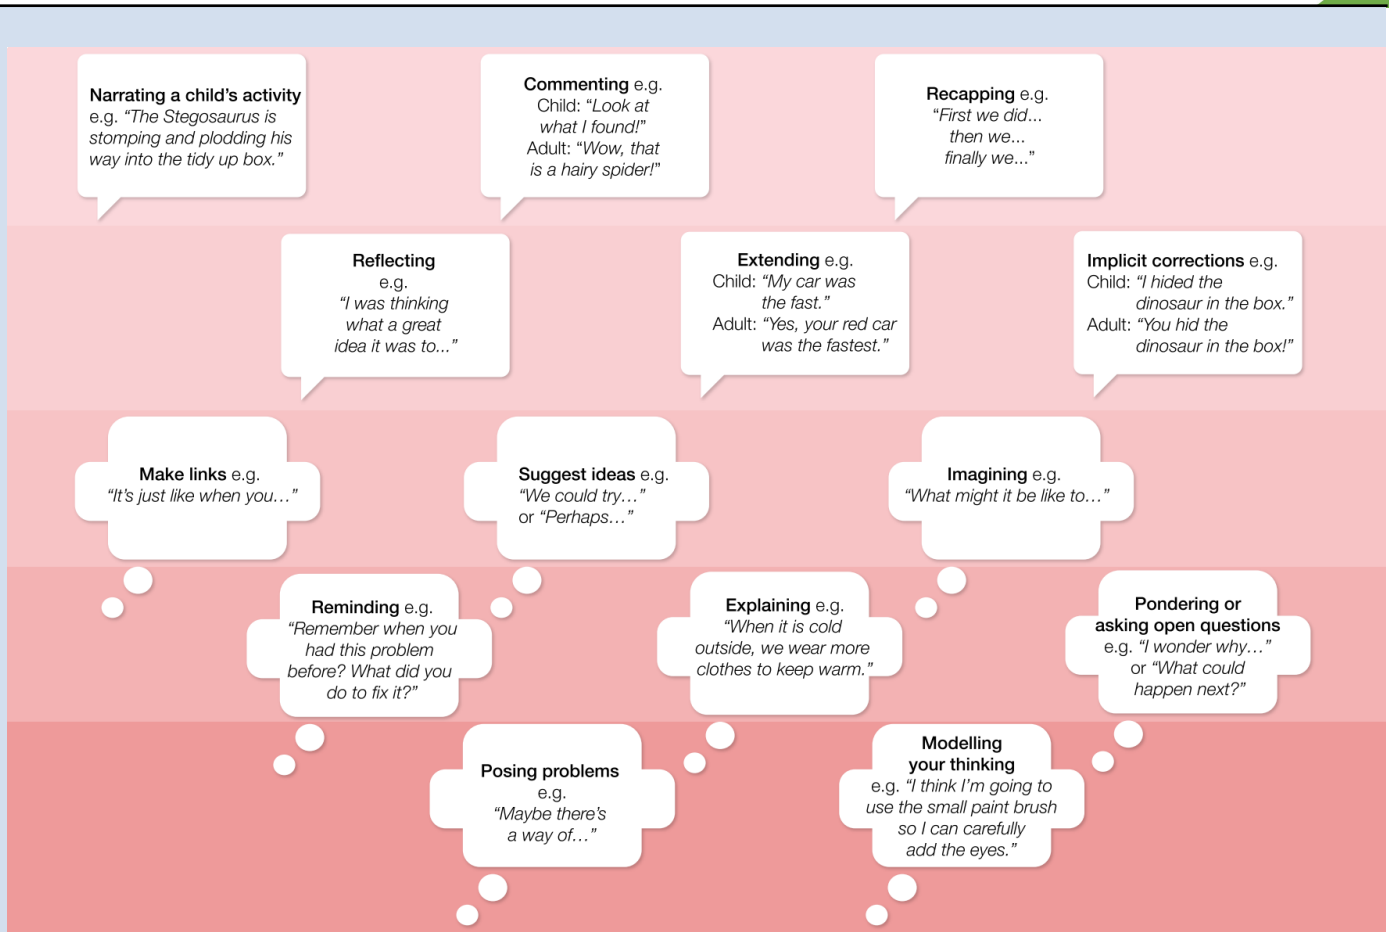 Narrating a child’s activity
e.g. “The Stegosaurus is
stomping and plodding his
way into the tidy up box.”
Commenting e.g.
Child: “Look at
what I found!”
Adult: “Wow, that
is a hairy spider!”
Recapping e.g.
“First we did...
then we...
finally we...”
Reflecting
e.g.
“I was thinking
what a great
idea it was to...”
Extending e.g.
Child: “My car was
the fast.”
Adult: “Yes, your red car
was the fastest.”
Implicit corrections e.g.
Child: “I hided the
dinosaur in the box.”
Adult: “You hid the
dinosaur in the box!”
Make links e.g.
“It’s just like when you…”
Suggest ideas e.g.
“We could try…”
or “Perhaps…”
Imagining e.g.
“What might it be like to…”
Reminding e.g.
“Remember when you
had this problem
before? What did you
do to fix it?”
Explaining e.g.
“When it is cold
outside, we wear more
clothes to keep warm.”
Pondering or
asking open questions
e.g. “I wonder why…”
or “What could
happen next?”
Posing problems
e.g.
“Maybe there’s
a way of…”
Modelling
your thinking
e.g. “I think I’m going to
use the small paint brush
so I can carefully
add the eyes.”